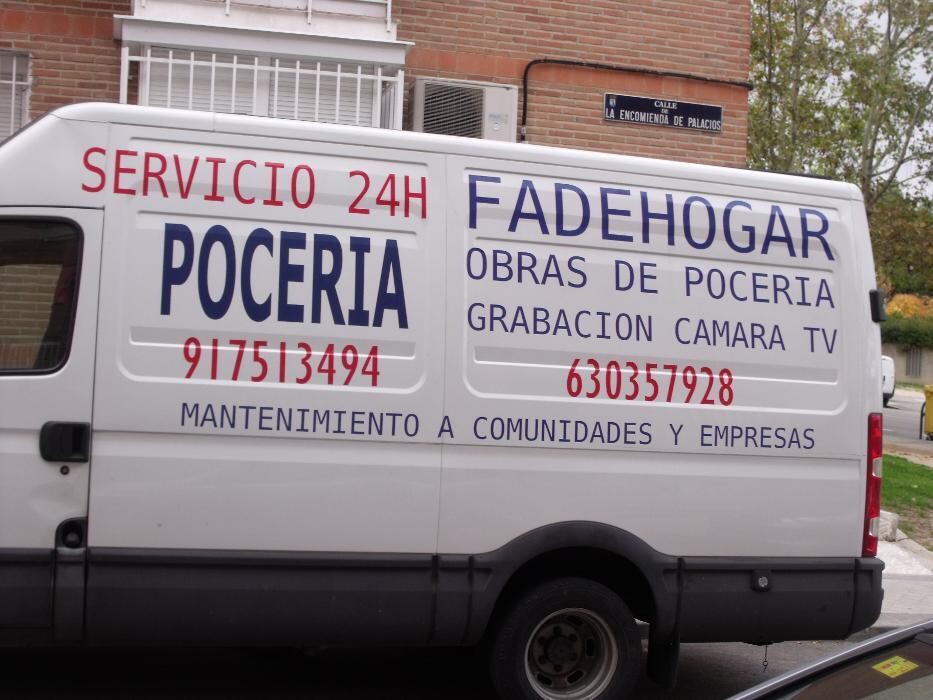 CALLE
DE
LA ENCOMIENDA DE PALACIOS
SERVICIO 24H
POCERIA
917513494
FADEHOGAR
OBRAS DE POCERIA
GRABACION CAMARA TV
630357928
MANTENIMIENTO A COMUNIDADES Y EMPRESAS